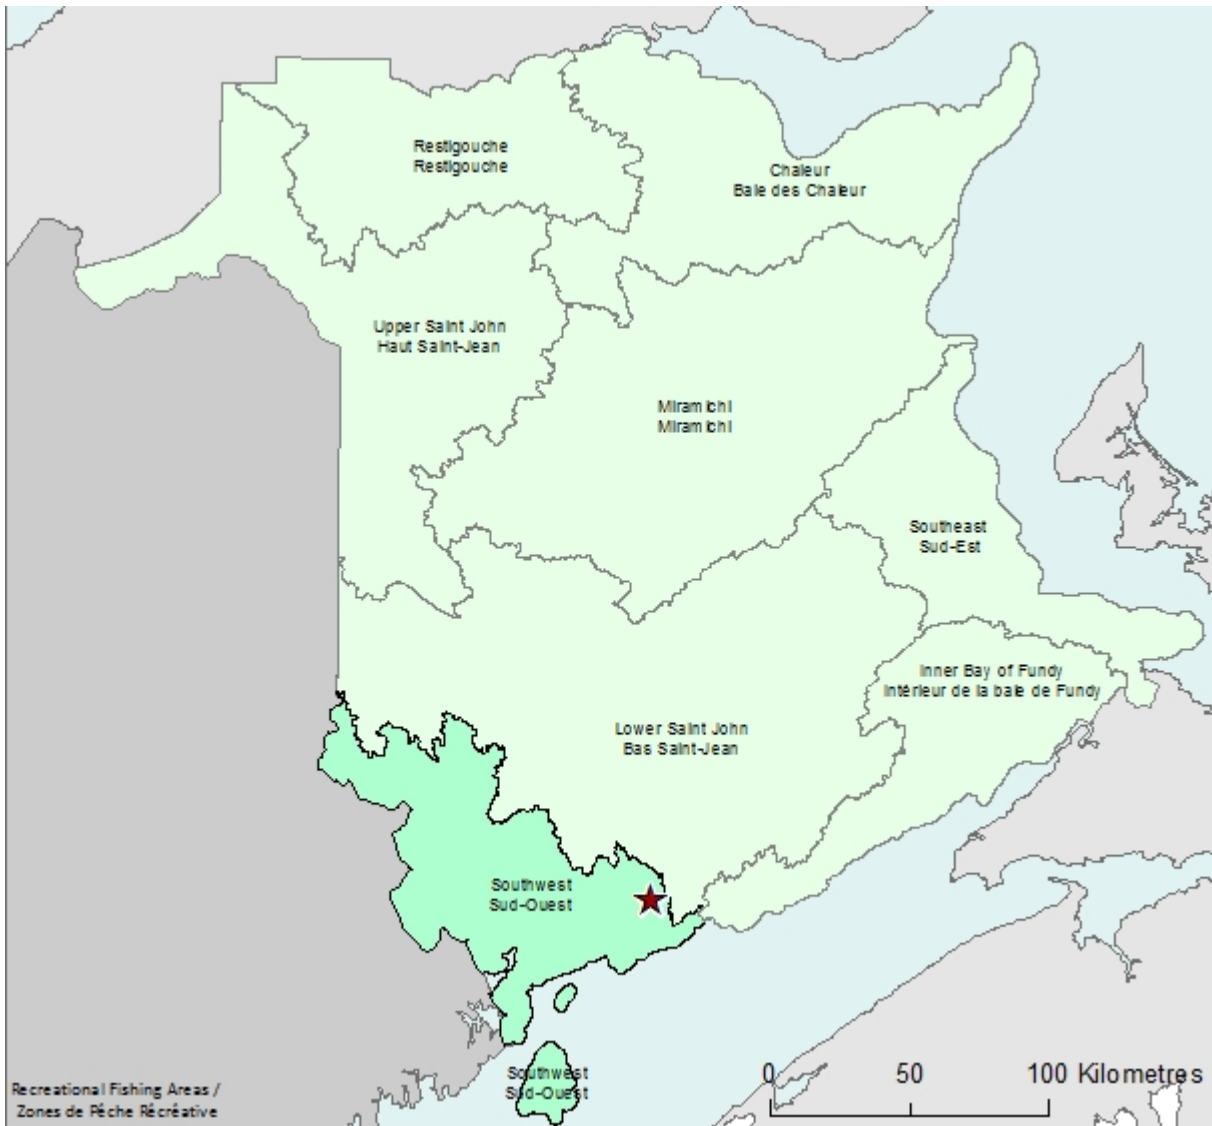 Restigouche
Restigouche
Chaleur
Baie des Chaleur
Upper Saint John
Haut Saint-Jean
Miramichi
Miramichi
Southeast
Sud-Est
Inner Bay of Fundy
Intérieur de la baie de Fundy
Lower Saint John
Bas Saint-Jean
Southwest
Sud-Ouest
Southwest
Sud-Ouest
0 50 100 Kilometres
Recreational Fishing Areas /
Zones de Pêche Récréative